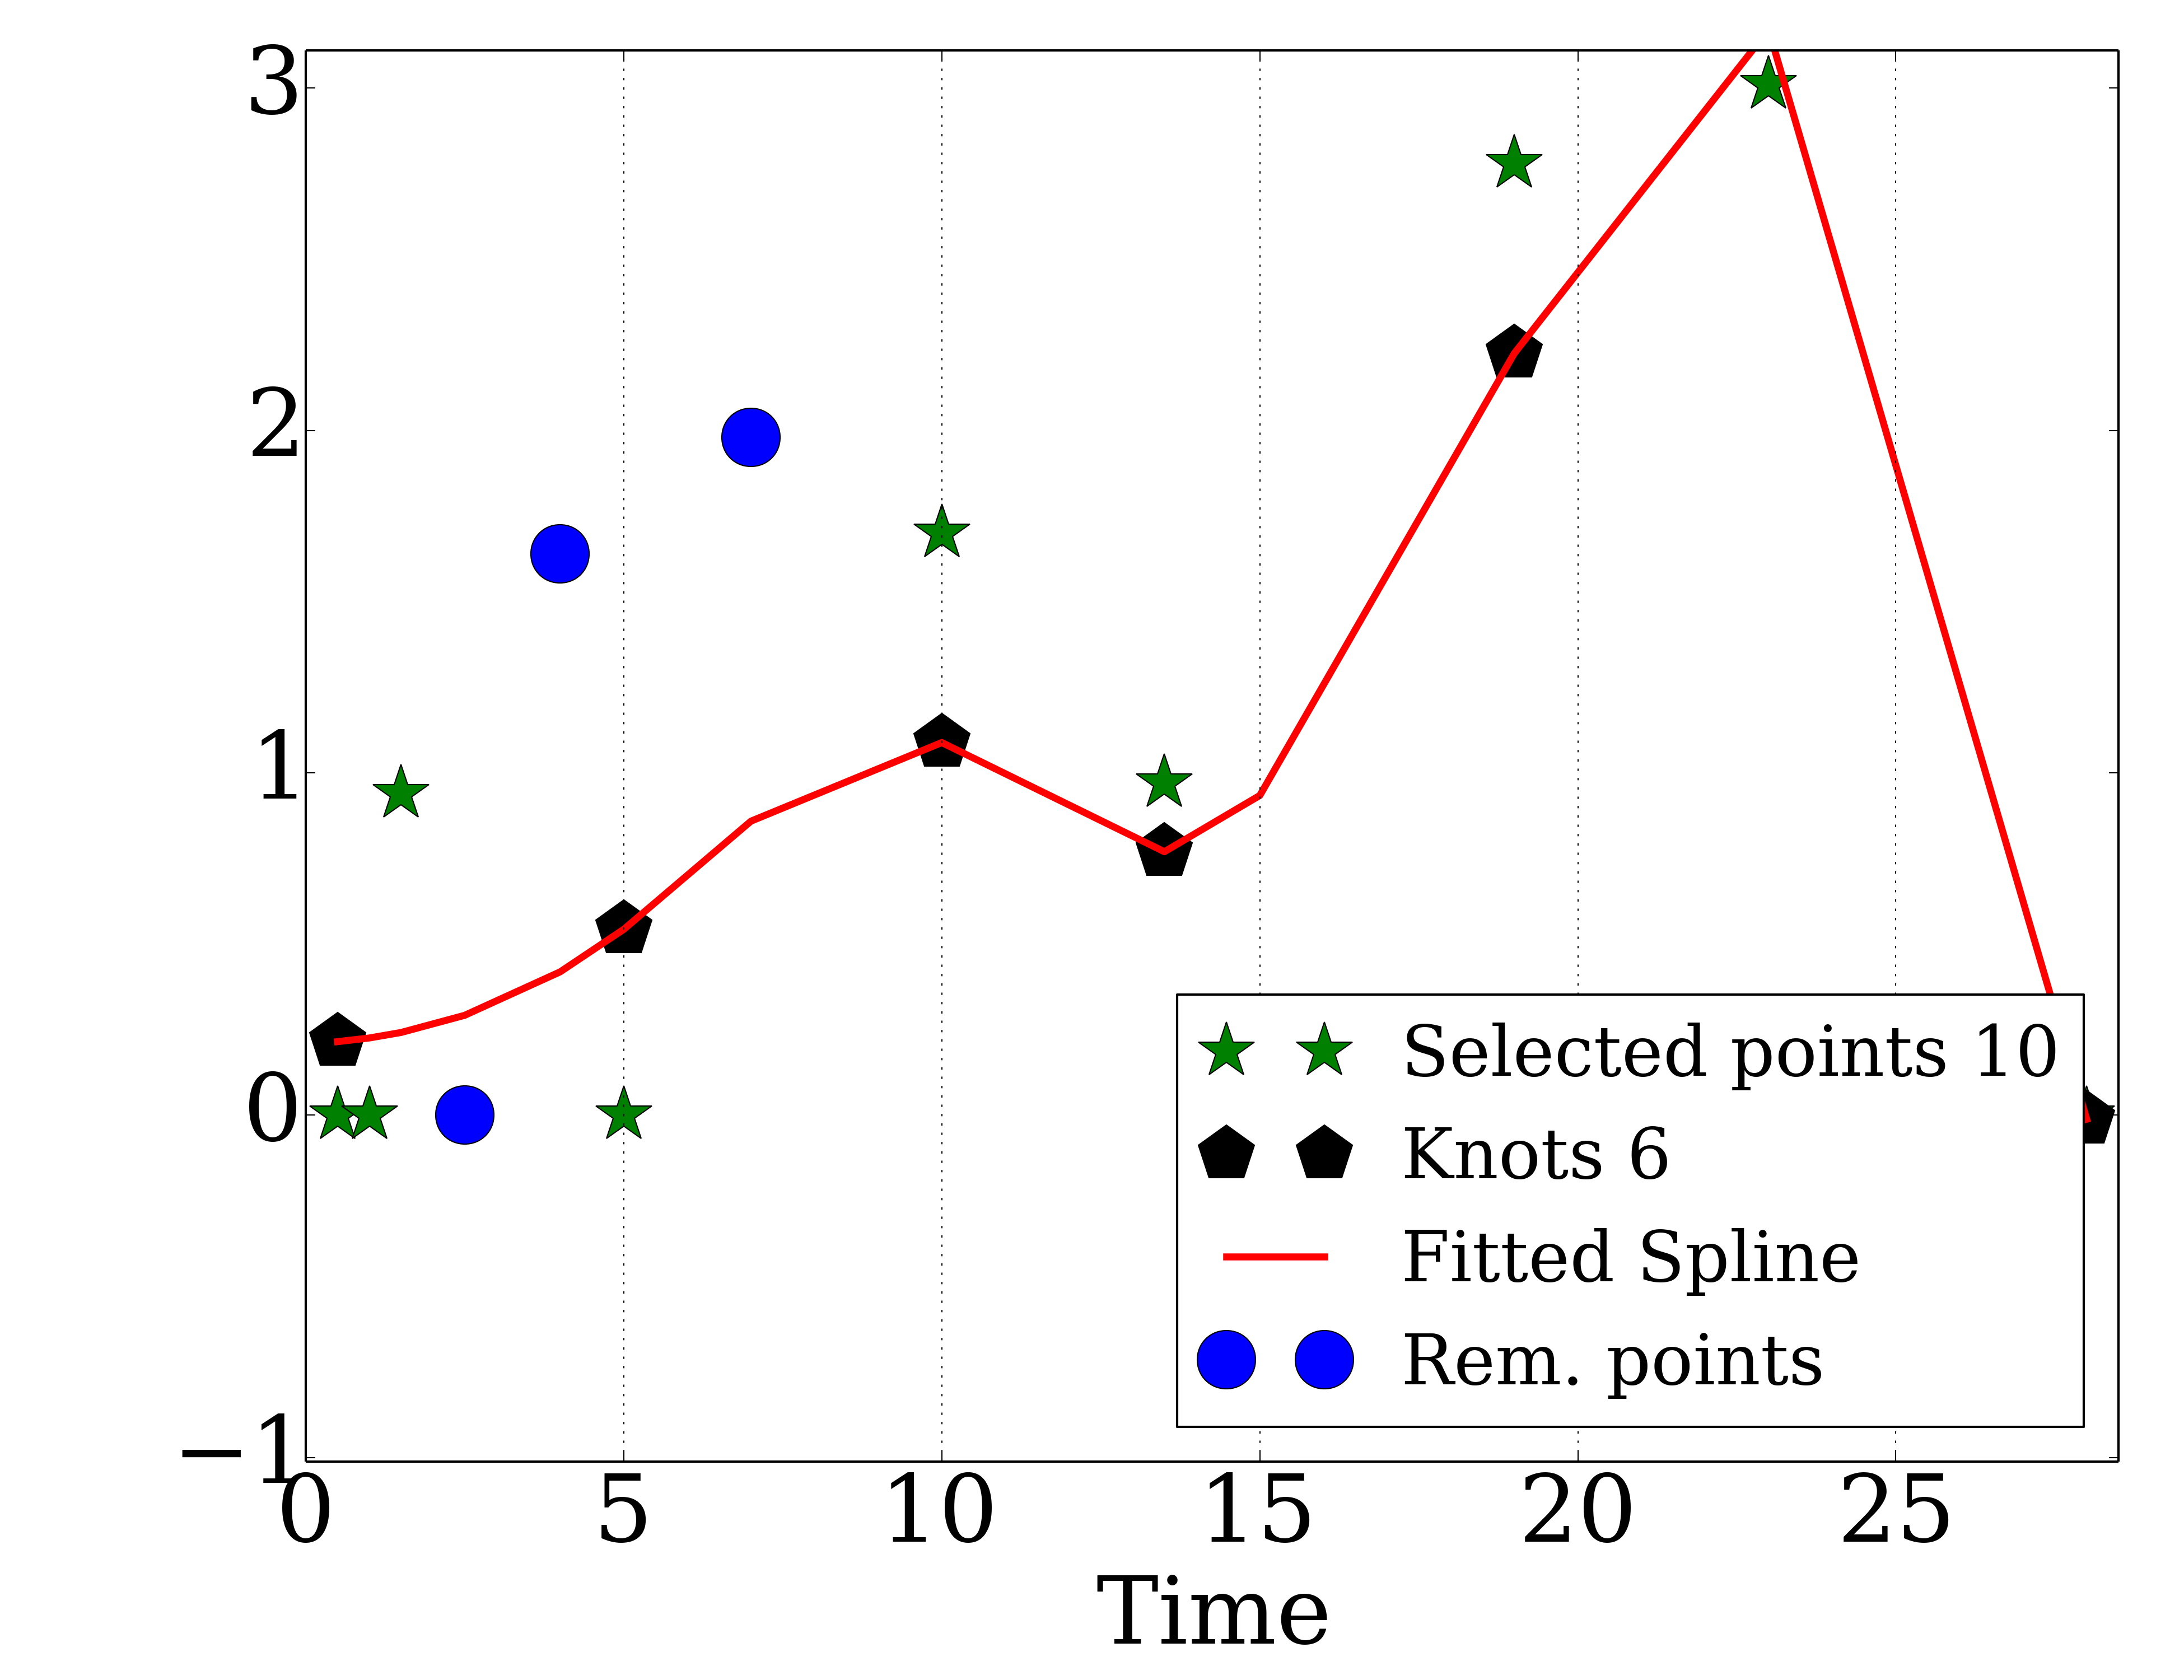 3
2
1
0
−1
0 5 10 15 20 25
Time
Selected points 10
Knots 6
Fitted Spline
Rem. points